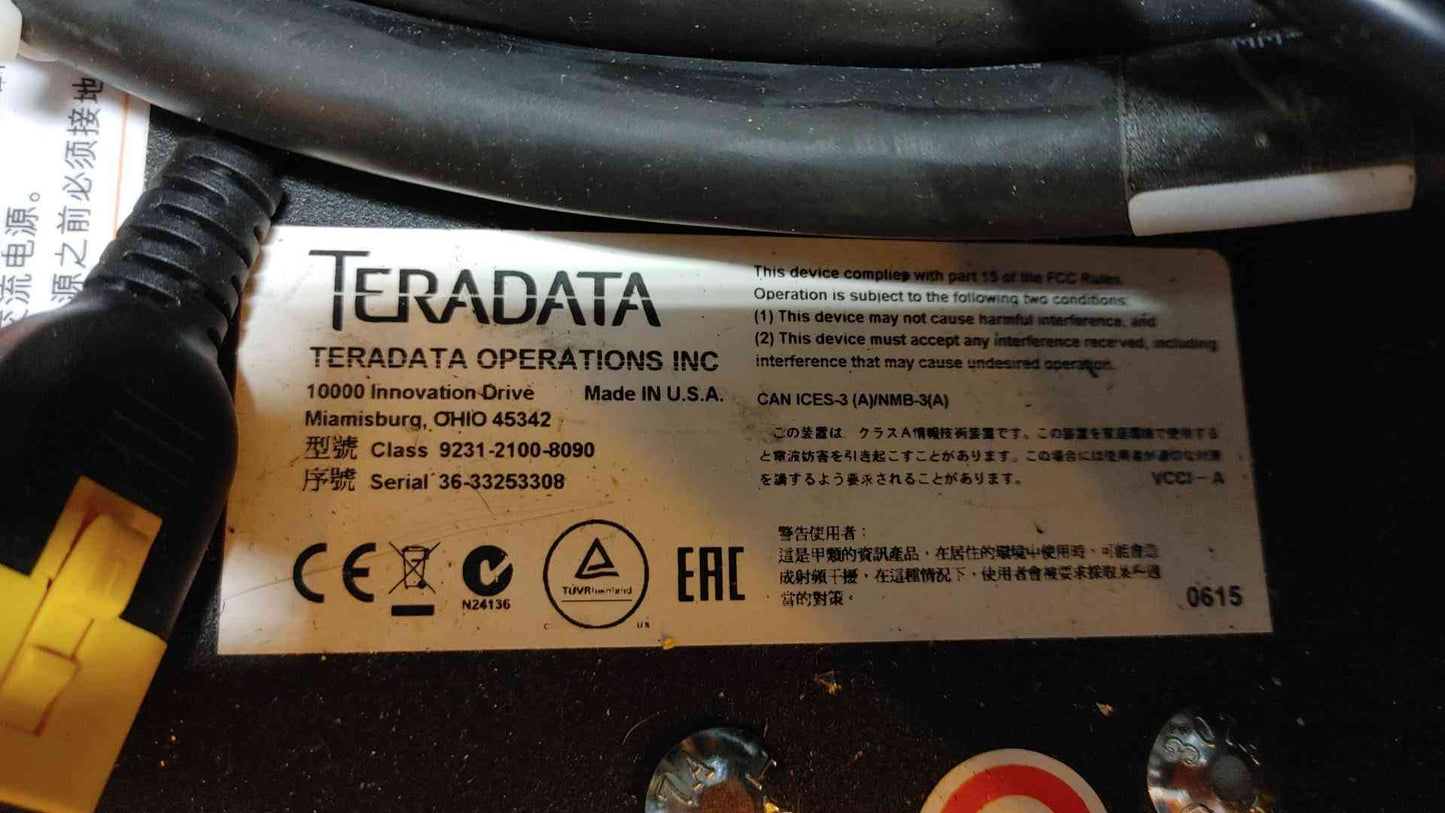 流电源。
源之前必须接地
TERADATA
TERADATA OPERATIONS INC
10000 Innovation Drive Made IN U.S.A.
Miamisburg, OHIO 45342
型號 Class 9231-2100-8090
序號 Serial 36-33253308
CE
N24136
TÜVRheinland
US
EAC
This device complies with part 15 of the FCC Rules
Operation is subject to the following two conditions:
(1) This device may not cause harmful interference, and
(2) This device must accept any interference received, including
interference that may cause undesired operation.
CAN ICES-3 (A)/NMB-3(A)
この装置は、クラスA情報技術装置です。この装置を家庭環境で使用する
と電波妨害を引き起こすことがあります。この場合には使用者が適切な対策
を講ずるよう要求されることがあります。 VCCI-A
警告使用者：
這是甲類的資訊產品，在居住的環境中使用時，可能會造
成射頻干擾，在這種情況下，使用者會被要求採取某些適
當的對策。
0615